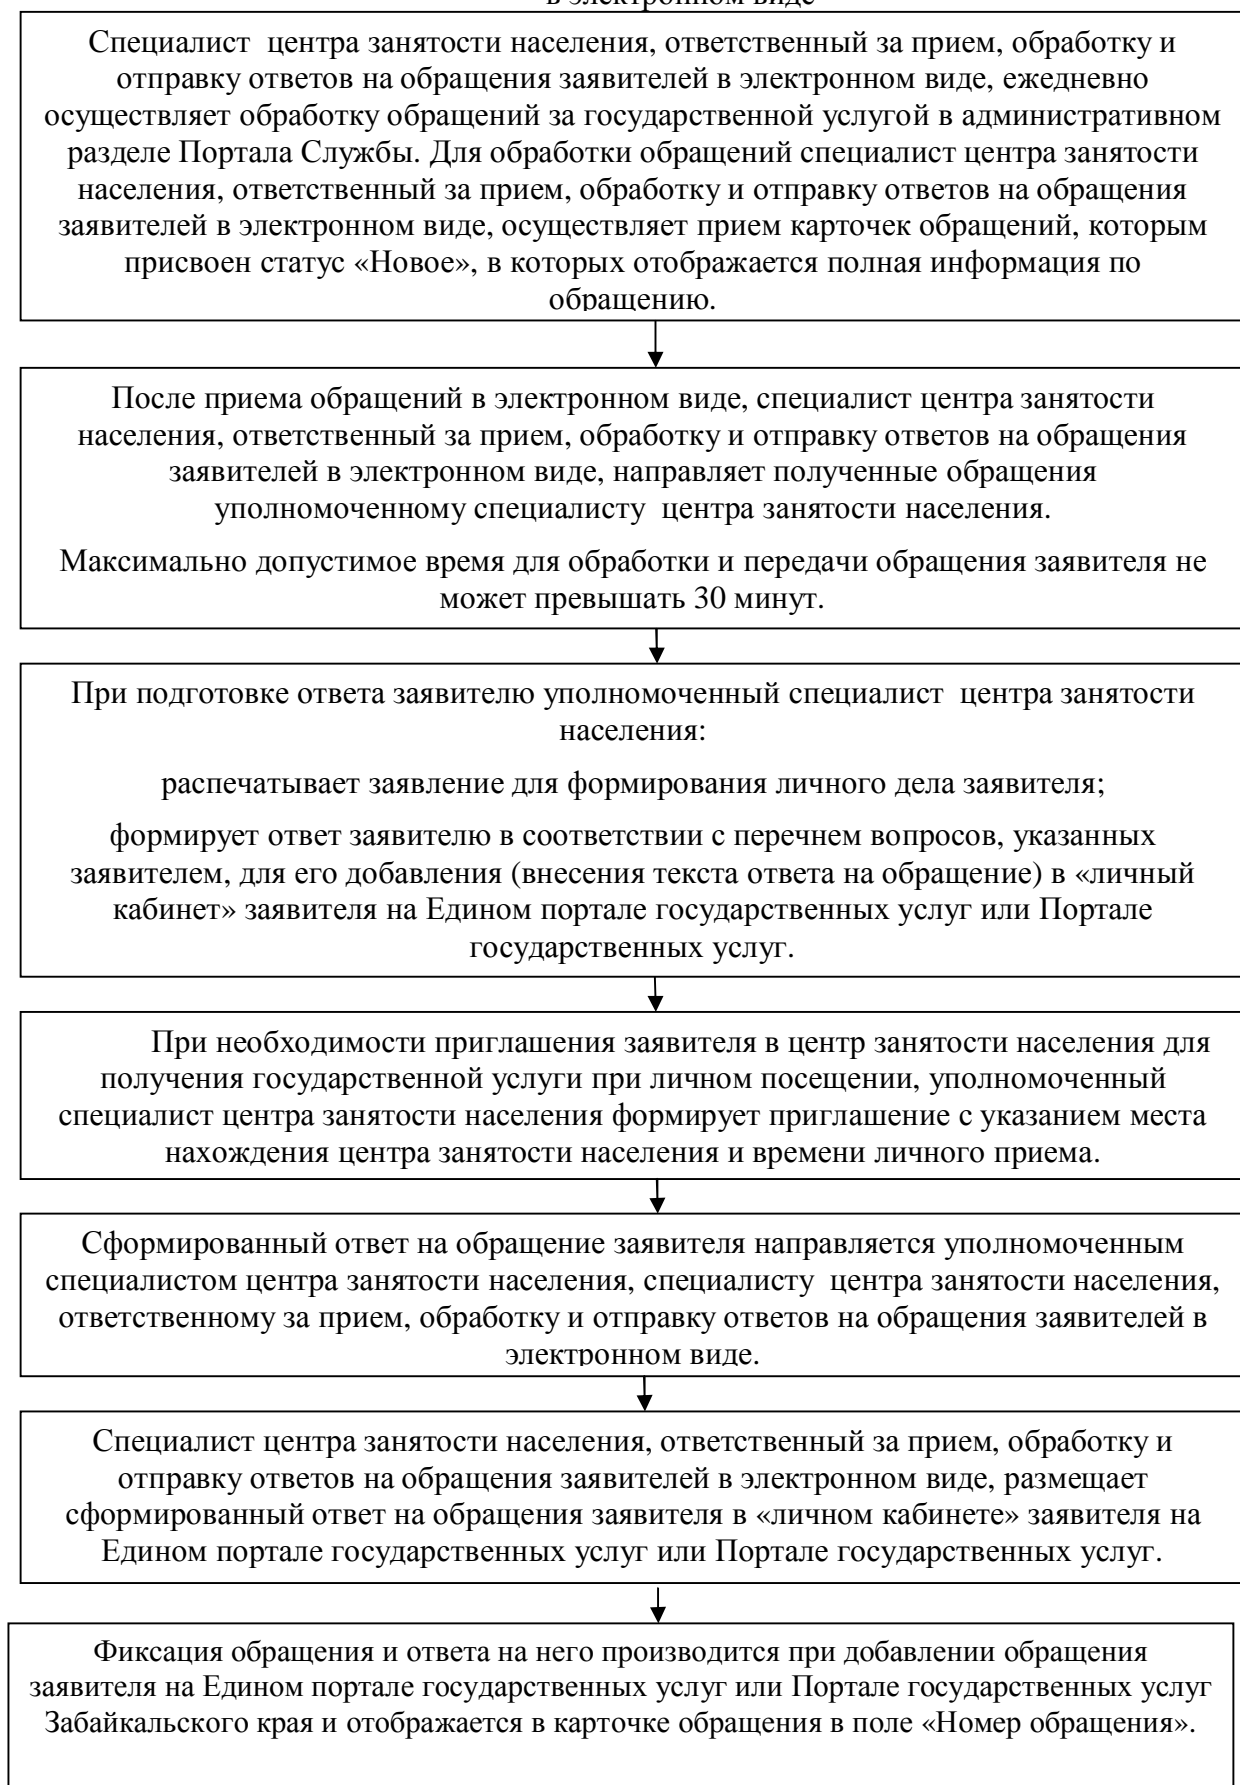 в электронном виде
Специалист центра занятости населения, ответственный за прием, обработку и
отправку ответов на обращения заявителей в электронном виде, ежедневно
осуществляет обработку обращений за государственной услугой в административном
разделе Портала Службы. Для обработки обращений специалист центра занятости
населения, ответственный за прием, обработку и отправку ответов на обращения
заявителей в электронном виде, осуществляет прием карточек обращений, которым
присвоен статус «Новое», в которых отображается полная информация по
обращению.
После приема обращений в электронном виде, специалист центра занятости
населения, ответственный за прием, обработку и отправку ответов на обращения
заявителей в электронном виде, направляет полученные обращения
уполномоченному специалисту центра занятости населения.
Максимально допустимое время для обработки и передачи обращения заявителя не
может превышать 30 минут.
При подготовке ответа заявителю уполномоченный специалист центра занятости
населения:
распечатывает заявление для формирования личного дела заявителя;
формирует ответ заявителю в соответствии с перечнем вопросов, указанных
заявителем, для его добавления (внесения текста ответа на обращение) в «личный
кабинет» заявителя на Едином портале государственных услуг или Портале
государственных услуг.
При необходимости приглашения заявителя в центр занятости населения для
получения государственной услуги при личном посещении, уполномоченный
специалист центра занятости населения формирует приглашение с указанием места
нахождения центра занятости населения и времени личного приема.
Сформированный ответ на обращение заявителя направляется уполномоченным
специалистом центра занятости населения, специалисту центра занятости населения,
ответственному за прием, обработку и отправку ответов на обращения заявителей в
электронном виде.
Специалист центра занятости населения, ответственный за прием, обработку и
отправку ответов на обращения заявителей в электронном виде, размещает
сформированный ответ на обращения заявителя в «личном кабинете» заявителя на
Едином портале государственных услуг или Портале государственных услуг.
Фиксация обращения и ответа на него производится при добавлении обращения
заявителя на Едином портале государственных услуг или Портале государственных услуг
Забайкальского края и отображается в карточке обращения в поле «Номер обращения».